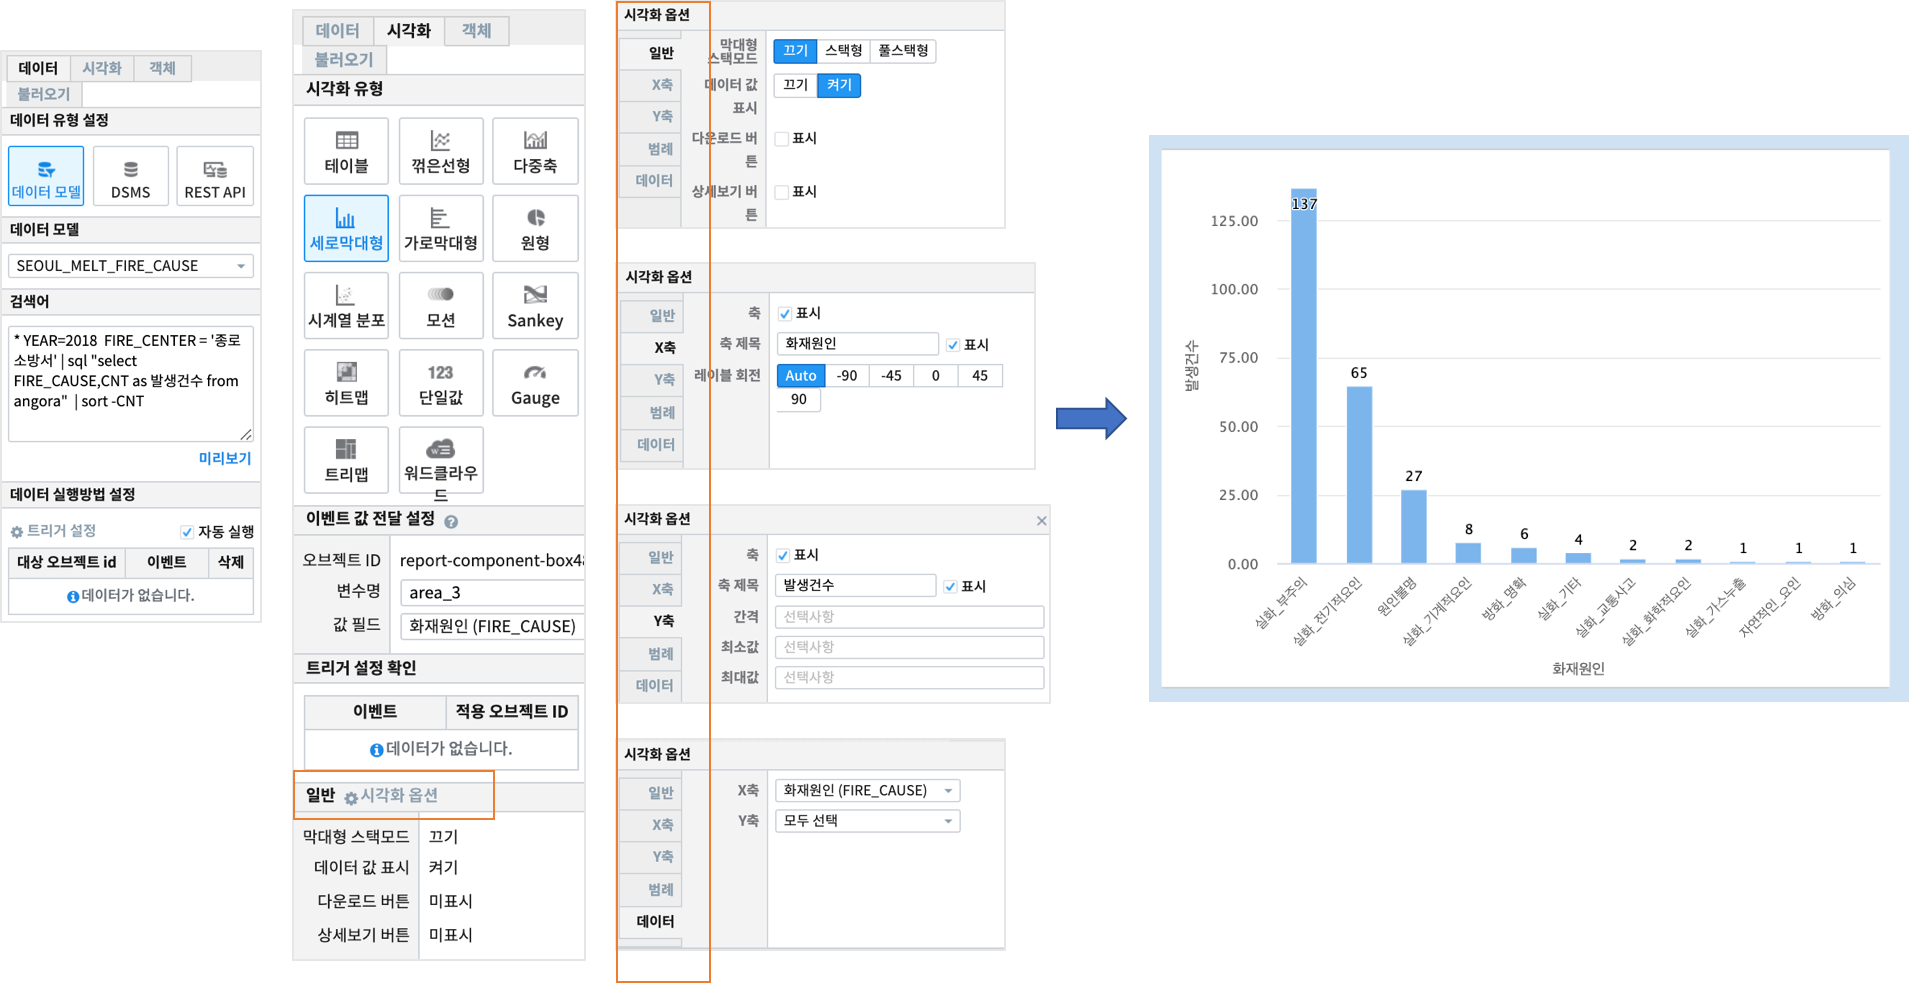 데이터 시각화 객체
불러오기
데이터 유형 설정
데이터 모델 DSMS REST API
데이터 모델
SEOUL_MELT_FIRE_CAUSE
검색어
* YEAR=2018 FIRE_CENTER = '종로
소방서' | sql "select
FIRE_CAUSE,CNT as 발생건수 from
angora" | sort -CNT
미리보기
데이터 실행방법 설정
트리거 설정 자동 실행
대상 오브젝트 id 이벤트 삭제
데이터가 없습니다.
데이터 시각화 객체
불러오기
시각화 유형
테이블 꺾은선형 다중축
세로막대형 가로막대형 원형
시계열 분포 모션 Sankey
123
히트맵 단일값 Gauge
트리맵 워드클라우
드
이벤트 값 전달 설정
오브젝트 ID report-component-box48
변수명 area_3
값 필드 화재원인 (FIRE_CAUSE)
트리거 설정 확인
이벤트 적용 오브젝트 ID
데이터가 없습니다.
일반 시각화 옵션
막대형 스택모드 끄기
데이터 값 표시 켜기
다운로드 버튼 미표시
상세보기 버튼 미표시
시각화 옵션
일반
X축
Y축
범례
데이터
막대형
스택모드
끄기 스택형 풀스택형
데이터 값
표시
끄기 켜기
다운로드 버
튼
표시
상세보기 버
튼
표시
시각화 옵션
일반
X축
Y축
범례
데이터
축 표시
축 제목 화재원인 표시
레이블 회전 Auto -90 -45 0 45
90
시각화 옵션
일반
X축
Y축
범례
데이터
축 표시
축 제목 발생건수 표시
간격 선택사항
최소값 선택사항
최대값 선택사항
시각화 옵션
일반
X축
Y축
범례
데이터
X축 화재원인 (FIRE_CAUSE)
Y축 모두 선택
발생건수
125.00
100.00
75.00
50.00
25.00
0.00
137
65
27
8
6
4
2
2
1
1
1
실화_부주의
실화_전기적요인
원인불명
실화_기계적요인
방화_명확
실화_기타
실화_교통사고
실화_화학적요인
실화_가스누출
자연적인_요인
방화_의심
화재원인